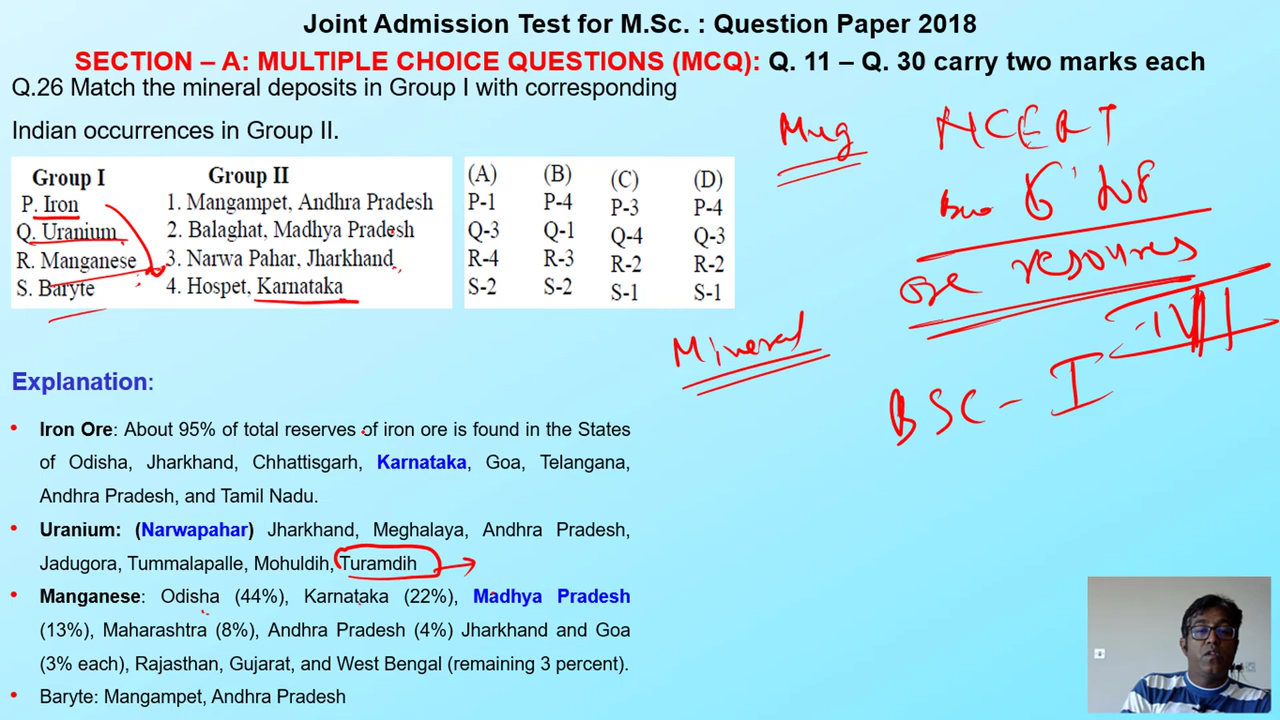 Joint Admission Test for M.Sc. : Question Paper 2018
SECTION – A: MULTIPLE CHOICE QUESTIONS (MCQ): Q. 11 – Q. 30 carry two marks each
Q.26 Match the mineral deposits in Group I with corresponding
Indian occurrences in Group II.
Group I
P. Iron
Q. Uranium
R. Manganese
S. Baryte
Group II
1. Mangampet, Andhra Pradesh
2. Balaghat, Madhya Pradesh
3. Narwa Pahar, Jharkhand
4. Hospet, Karnataka
(A)
P-1
Q-3
R-4
S-2
(B)
P-4
Q-1
R-3
S-2
(C)
P-3
Q-4
R-2
S-1
(D)
P-4
Q-3
R-2
S-1
NCERT
ore resources
Mineral
BSC - I
Explanation:
• Iron Ore: About 95% of total reserves of iron ore is found in the States
of Odisha, Jharkhand, Chhattisgarh, Karnataka, Goa, Telangana,
Andhra Pradesh, and Tamil Nadu.
• Uranium: (Narwapahar) Jharkhand, Meghalaya, Andhra Pradesh,
Jadugora, Tummalapalle, Mohuldih, Turamdih
• Manganese: Odisha (44%), Karnataka (22%), Madhya Pradesh
(13%), Maharashtra (8%), Andhra Pradesh (4%) Jharkhand and Goa
(3% each), Rajasthan, Gujarat, and West Bengal (remaining 3 percent).
• Baryte: Mangampet, Andhra Pradesh